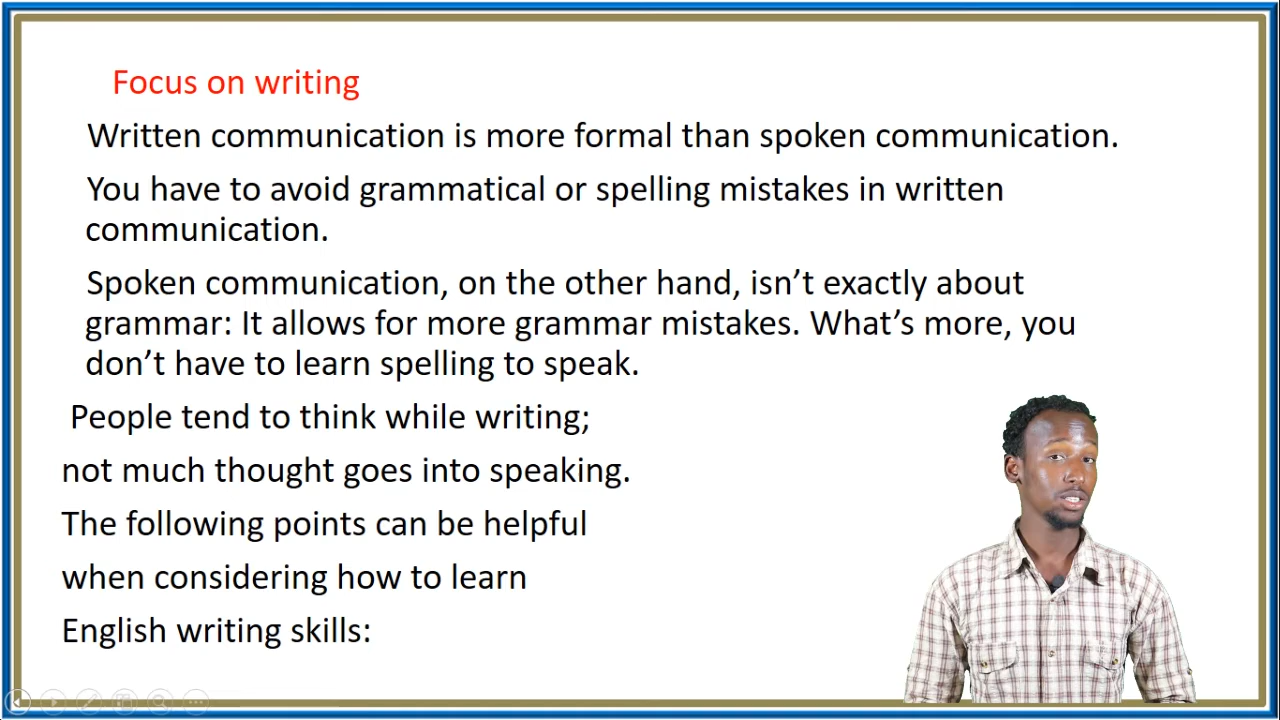 Focus on writing
Written communication is more formal than spoken communication.
You have to avoid grammatical or spelling mistakes in written
communication.
Spoken communication, on the other hand, isn’t exactly about
grammar: It allows for more grammar mistakes. What’s more, you
don’t have to learn spelling to speak.
People tend to think while writing;
not much thought goes into speaking.
The following points can be helpful
when considering how to learn
English writing skills: